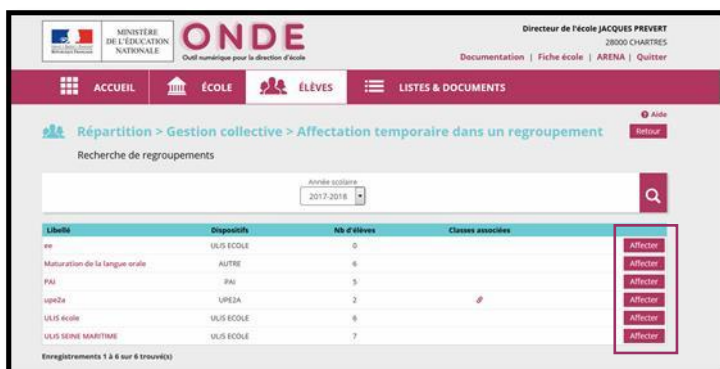 MINISTÈRE
DE L'ÉDUCATION
NATIONALE
ONDE
Outil numérique pour la direction d'école
Directeur de l'école JACQUES PREVERT
28000 CHARTRES
Documentation | Fiche école | ARENA | Quitter
ACCUEIL ÉCOLE ÉLÈVES LISTES & DOCUMENTS
Aide
Répartition > Gestion collective > Affectation temporaire dans un regroupement Retour
Recherche de regroupements
Année scolaire
2017-2018
Libellé Dispositifs Nb d'élèves Classes associées
ee ULIS ECOLE 0 Affecter
Maturation de la langue orale AUTRE 6 Affecter
PAI PAI 5 Affecter
upe2a UPE2A 2 Affecter
ULIS école ULIS ECOLE 6 Affecter
ULIS SEINE MARITIME ULIS ECOLE 7 Affecter
Enregistrements 1 à 6 sur 6 trouvé(s)